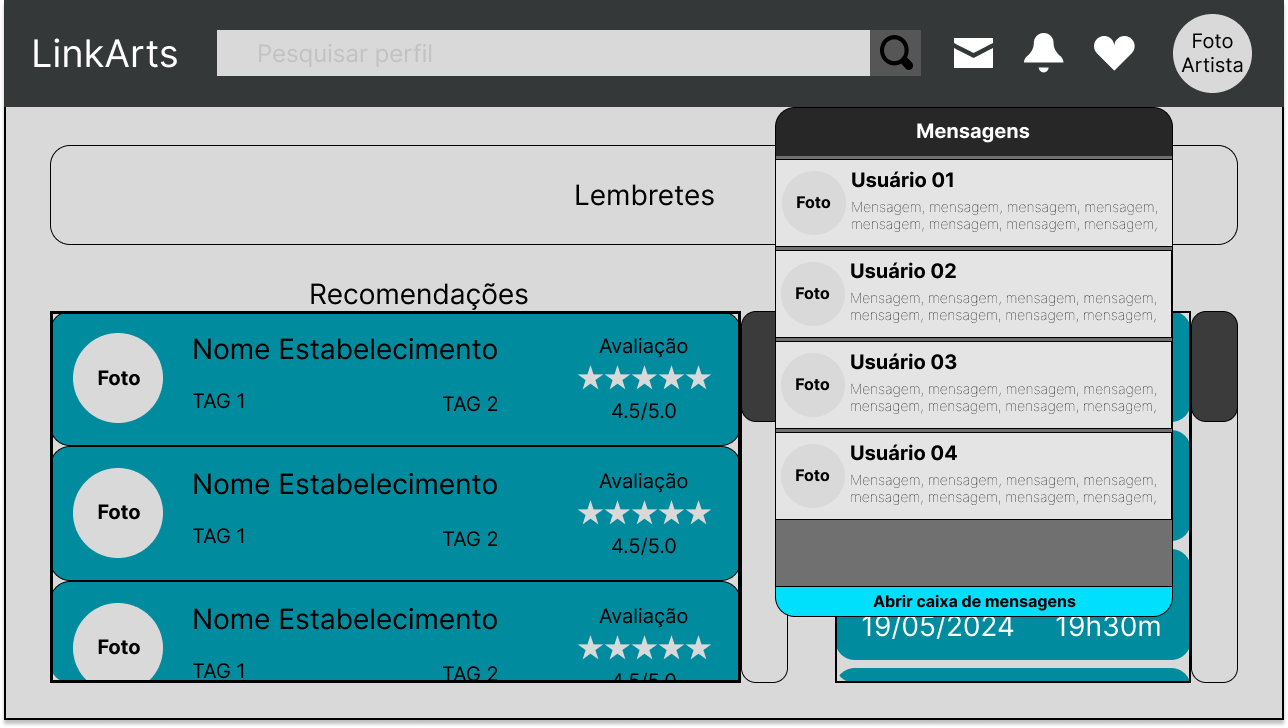 LinkArts
Pesquisar perfil
Foto
Artista
Mensagens
Usuário 01
Foto
Mensagem, mensagem, mensagem, mensagem,
mensagem, mensagem, mensagem, mensagem,
Usuário 02
Foto
Mensagem, mensagem, mensagem, mensagem,
mensagem, mensagem, mensagem, mensagem,
Usuário 03
Foto
Mensagem, mensagem, mensagem, mensagem,
mensagem, mensagem, mensagem, mensagem,
Usuário 04
Foto
Mensagem, mensagem, mensagem, mensagem,
mensagem, mensagem, mensagem, mensagem,
Abrir caixa de mensagens
Lembretes
Recomendações
Foto
Nome Estabelecimento
TAG 1
TAG 2
Avaliação
4.5/5.0
Foto
Nome Estabelecimento
TAG 1
TAG 2
Avaliação
4.5/5.0
Foto
Nome Estabelecimento
TAG 1
TAG 2
Avaliação
4.5/5.0
19/05/2024 19h30m